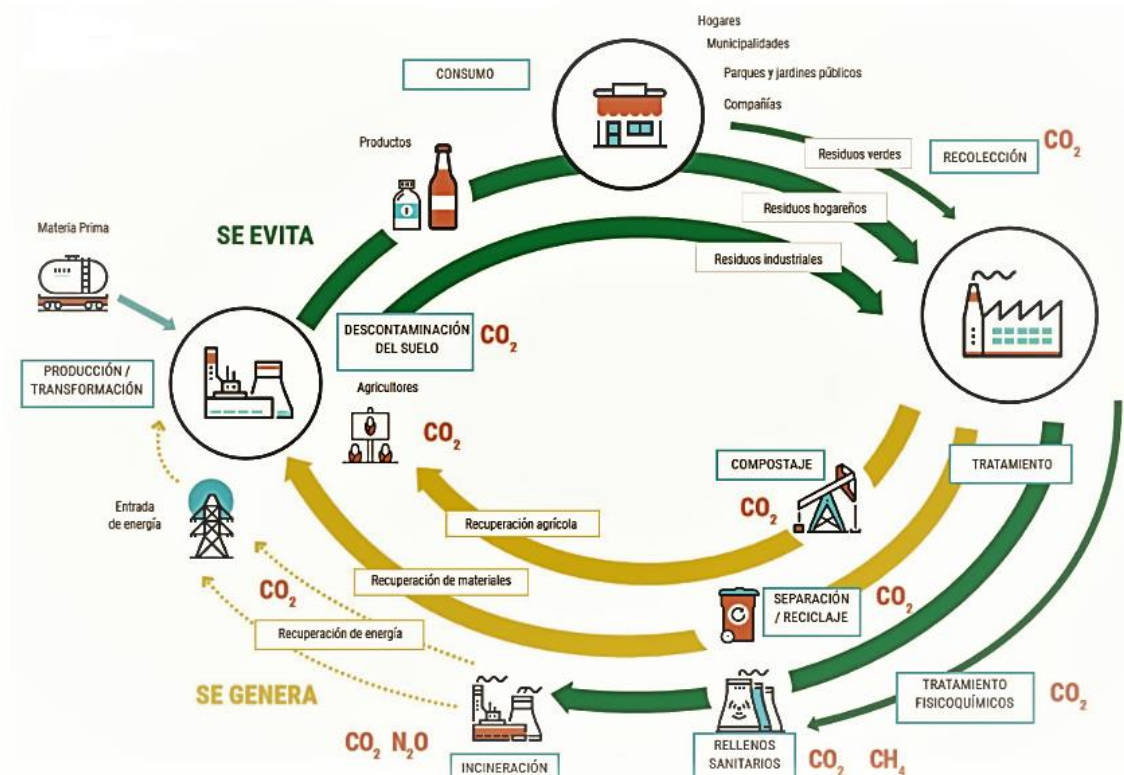 Hogares
Municipalidades
CONSUMO
Parques y jardines públicos
Compañías
Productos
Residuos verdes
RECOLECCIÓN
CO₂
Materia Prima
SE EVITA
Residuos hogareños
Residuos industriales
DESCONTAMINACIÓN
DEL SUELO
CO₂
PRODUCCIÓN /
TRANSFORMACIÓN
Agricultores
CO₂
COMPOSTAJE
TRATAMIENTO
CO₂
Entrada
de energía
Recuperación agrícola
Recuperación de materiales
CO₂
SEPARACIÓN
/ RECICLAJE
CO₂
Recuperación de energía
SE GENERA
TRATAMIENTO
FISICOQUÍMICOS
CO₂
CO₂ N₂O
INCINERACIÓN
RELLENOS
SANITARIOS
CO₂ CH₄